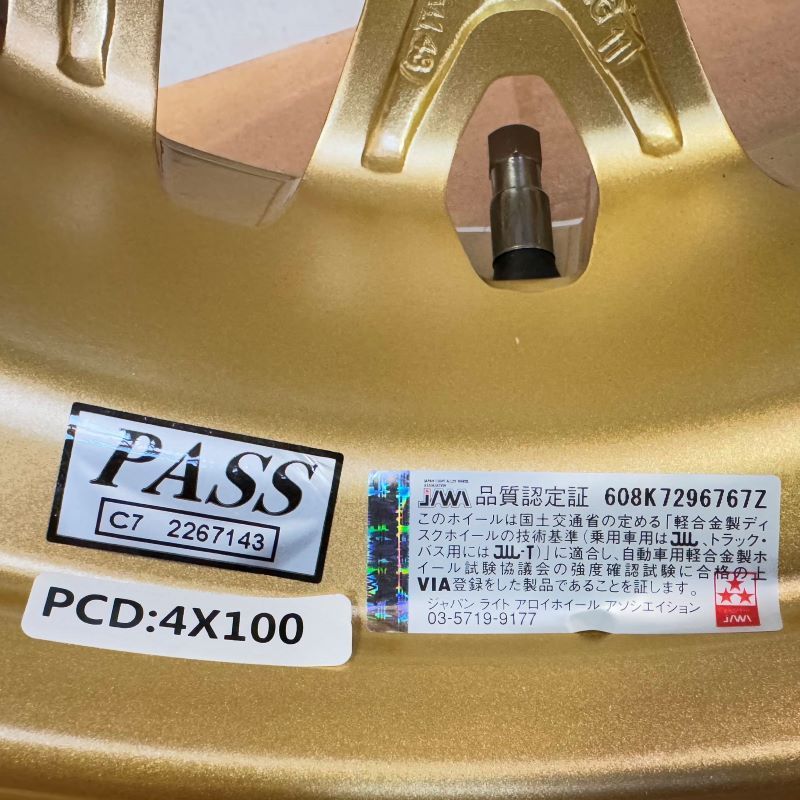 PASS
C7 2267143
PCD:4X100
JAWA 品質認定証 608K7296767Z
このホイールは国土交通省の定める「軽合金製ディ
スクホイールの技術基準(乗用車用はJWL、トラック・
バス用にはJWL-T)」に適合し、自動車用軽合金製ホ
イール試験協議会の強度確認試験に合格の上
VIA登録をした製品であることを証します。
ジャパン ライト アロイホイール アソシエイション
03-5719-9177
JAWA